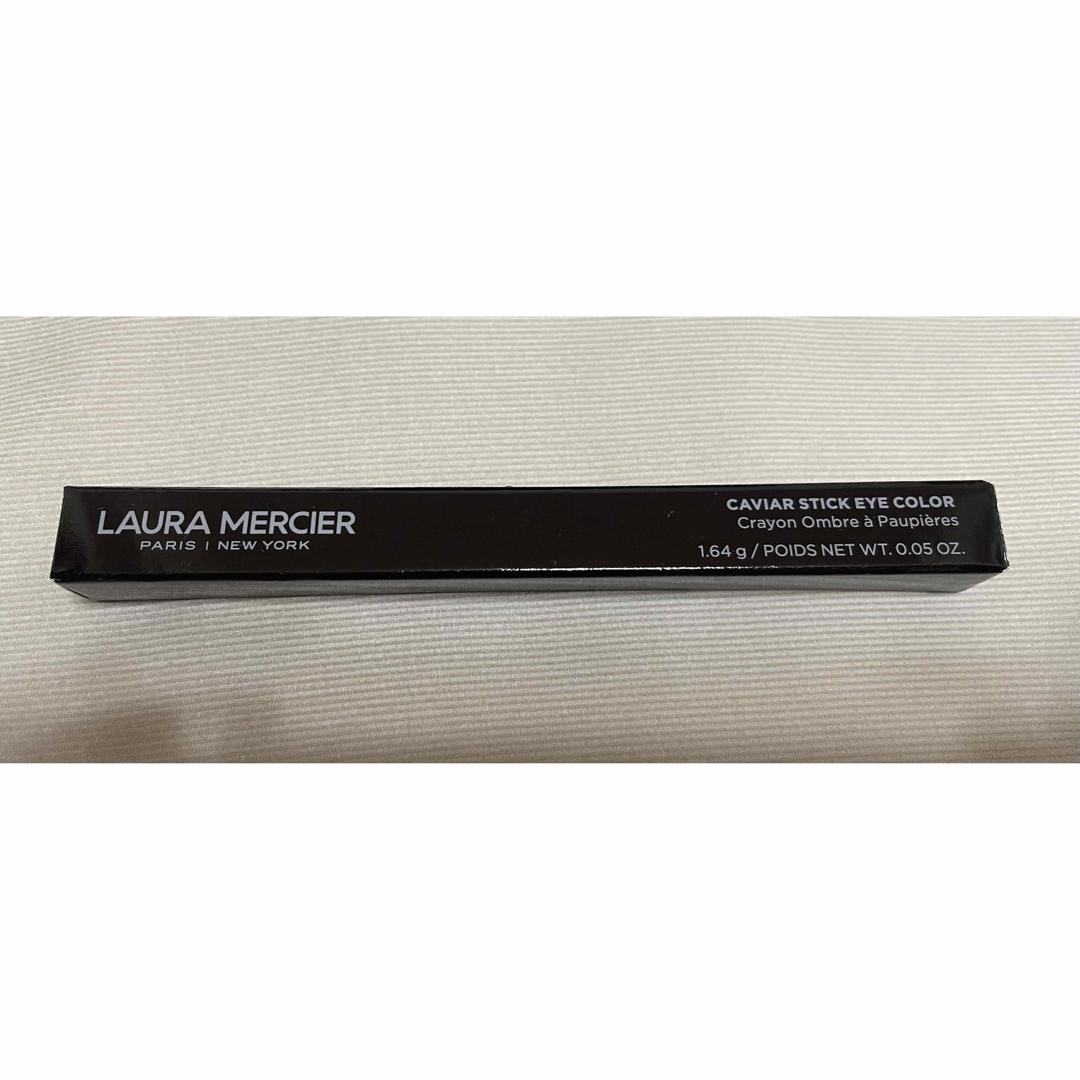 LAURA MERCIER
PARIS | NEW YORK
CAVIAR STICK EYE COLOR
Crayon Ombre à Paupières
1.64 g / POIDS NET WT. 0.05 OZ.